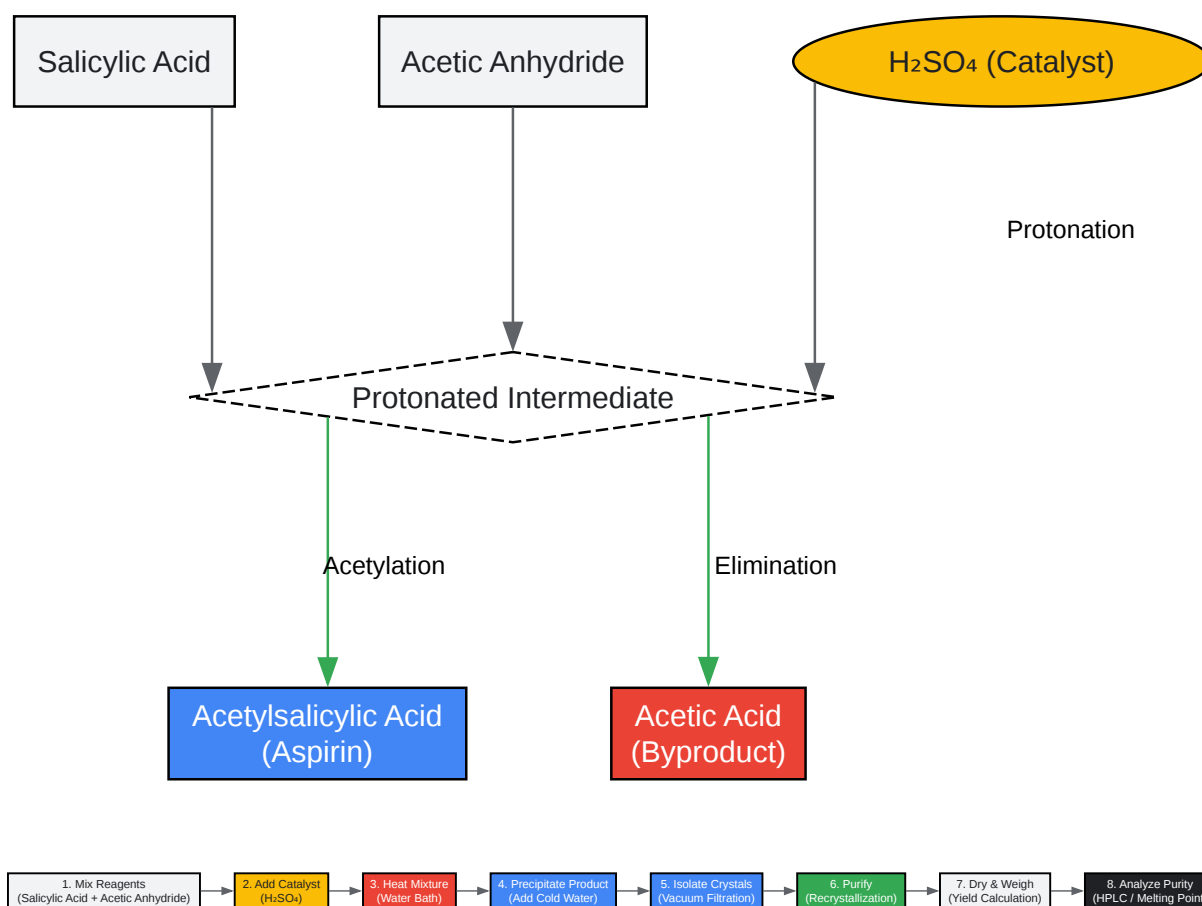 Salicylic Acid
Acetic Anhydride
H₂SO₄ (Catalyst)
Protonation
Protonated Intermediate
Acetylation
Elimination
Acetylsalicylic Acid
(Aspirin)
Acetic Acid
(Byproduct)
1. Mix Reagents
(Salicylic Acid + Acetic Anhydride)
2. Add Catalyst
(H₂SO₄)
3. Heat Mixture
(Water Bath)
4. Precipitate Product
(Add Cold Water)
5. Isolate Crystals
(Vacuum Filtration)
6. Purify
(Recrystallization)
7. Dry & Weigh
(Yield Calculation)
8. Analyze Purity
(HPLC / Melting Point